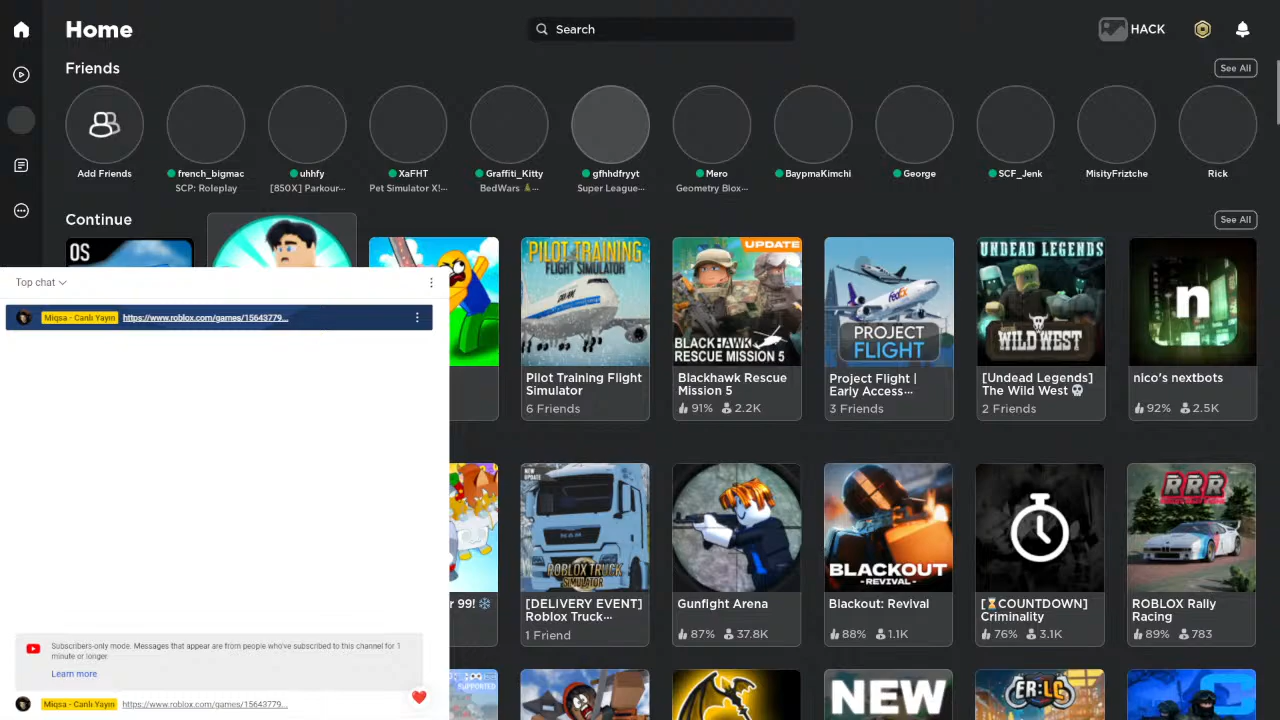 Home
Search
HACK
Friends
See All
Add Friends
french_bigmac
SCP: Roleplay
uhhfy
[850X] Parkour...
XaFHT
Pet Simulator X!...
Graffiti_Kitty
BedWars 🎄...
gfhhdfryyt
Super League...
Mero
Geometry Blox...
BaypmaKimchi
George
SCF_Jenk
MisityFriztche
Rick
Continue
See All
OS
PILOT TRAINING
FLIGHT SIMULATOR
Pilot Training Flight
Simulator
6 Friends
UPDATE
BLACKHAWK
RESCUE MISSION 5
Blackhawk Rescue
Mission 5
91% 2.2K
FedEx
PROJECT
FLIGHT
Project Flight |
Early Access...
3 Friends
UNDEAD LEGENDS
WILD WEST
[Undead Legends]
The Wild West 💀
2 Friends
n
nico's nextbots
92% 2.5K
Top chat
Miqsa - Canlı Yayın https://www.roblox.com/games/15643779...
Subscribers-only mode. Messages that appear are from people who've subscribed to this channel for 1
minute or longer.
Learn more
Miqsa - Canlı Yayın https://www.roblox.com/games/15643779...
r 99! ❄️
NEW
UPDATE
MAN
ROBLOX TRUCK
SIMULATOR
[DELIVERY EVENT]
Roblox Truck...
1 Friend
Gunfight Arena
87% 37.8K
BLACKOUT
-REVIVAL-
Blackout: Revival
88% 1.1K
[⌛COUNTDOWN]
Criminality
76% 3.1K
RRR
ROBLOX Rally
Racing
89% 783
SUPPORTED
NEW
ER:LC